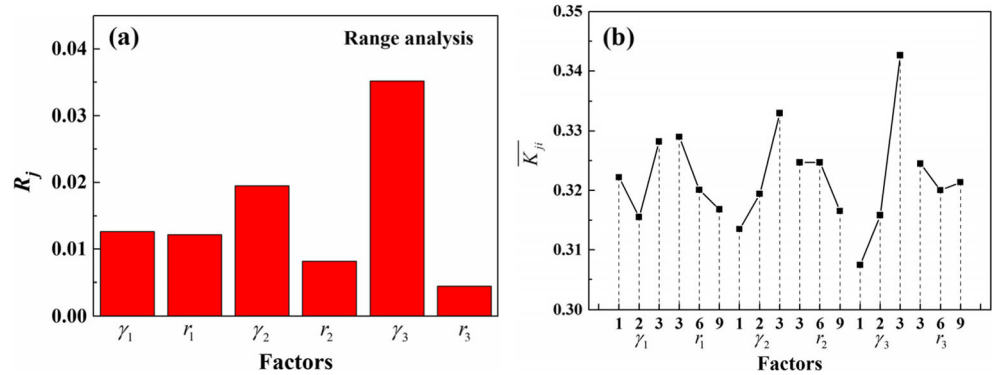 (a)
Range analysis
0.04
0.03
0.02
0.01
0.00
R_j
γ₁ r₁ γ₂ r₂ γ₃ r₃
Factors
(b)
0.35
0.34
0.33
0.32
0.31
0.30
K_ji
1 2 3 3 6 9 1 2 3 3 6 9 1 2 3 3 6 9
γ₁ r₁ γ₂ r₂ γ₃ r₃
Factors